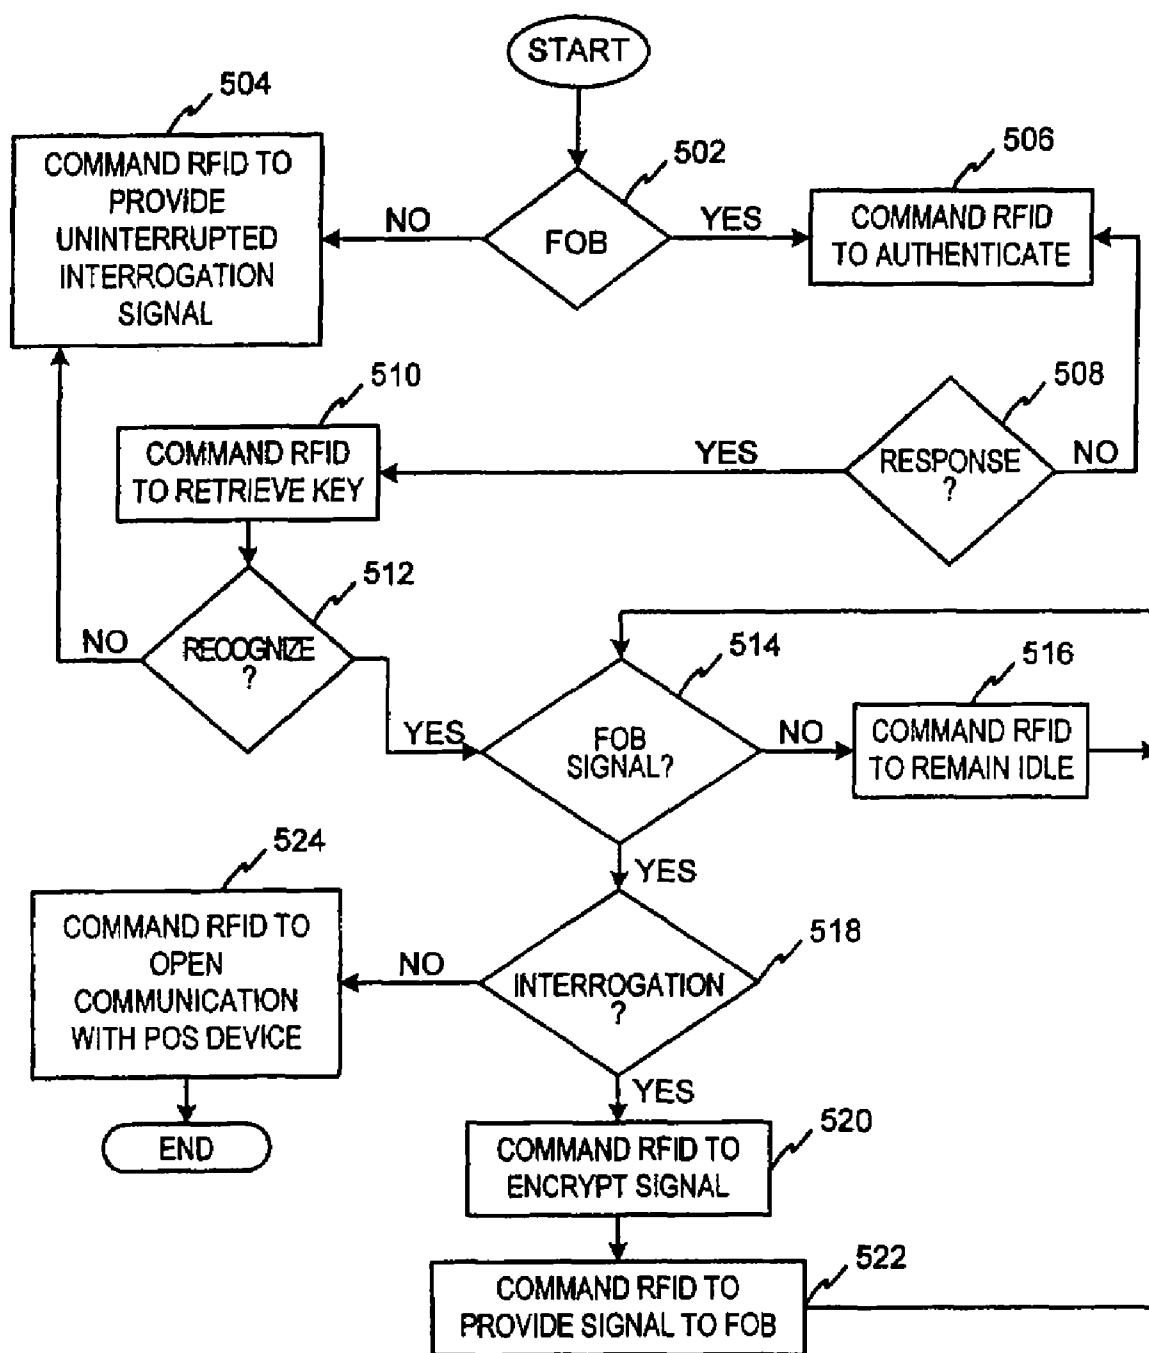 START
504
COMMAND RFID TO
PROVIDE
UNINTERRUPTED
INTERROGATION
SIGNAL
NO
502
FOB
YES
506
COMMAND RFID
TO AUTHENTICATE
510
COMMAND RFID
TO RETRIEVE KEY
YES
508
RESPONSE
?
NO
512
NO
RECOGNIZE
?
YES
514
FOB
SIGNAL?
NO
516
COMMAND RFID
TO REMAIN IDLE
YES
524
COMMAND RFID TO
OPEN
COMMUNICATION
WITH POS DEVICE
NO
518
INTERROGATION
?
YES
END
520
COMMAND RFID TO
ENCRYPT SIGNAL
522
COMMAND RFID TO
PROVIDE SIGNAL TO FOB